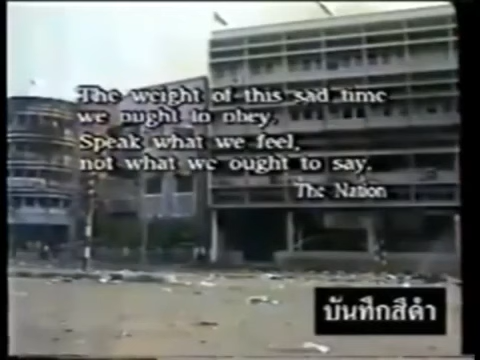 The weight of this sad time
we ought to obey,
Speak what we feel,
not what we ought to say,
The Nation
บันทึกสีดำ